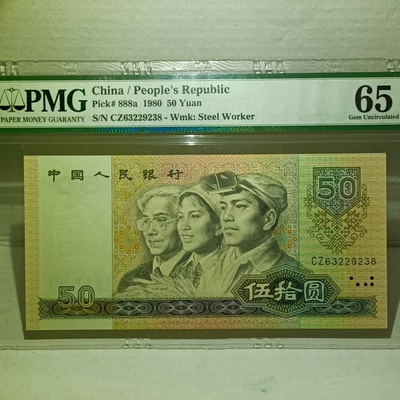 PMG
PAPER MONEY GUARANTY
China / People's Republic
Pick# 888a 1980 50 Yuan
S/N CZ63229238 - Wmk: Steel Worker
65
Gem Uncirculated
中国人民银行
50
CZ63229238
50
伍拾圆